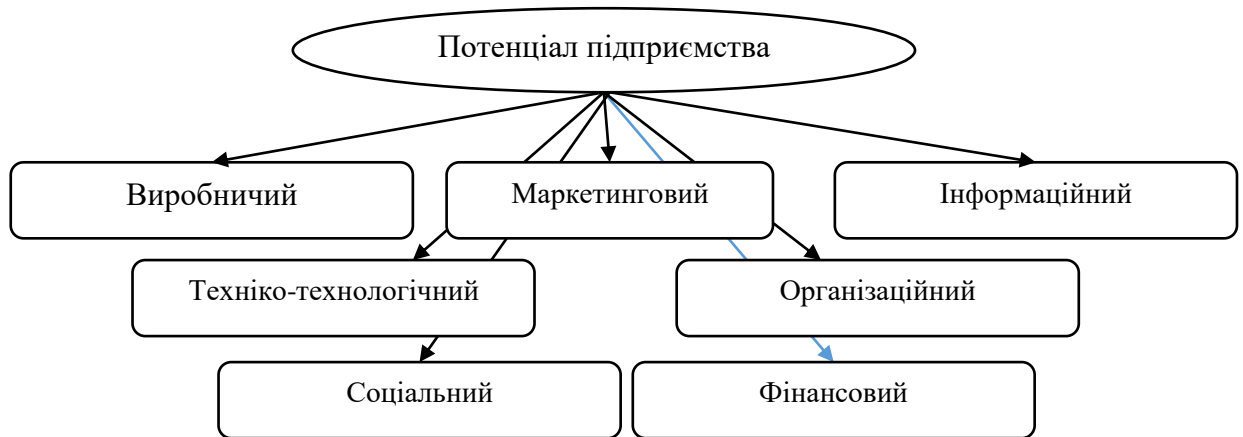 Потенціал підприємства
Виробничий
Маркетинговий
Інформаційний
Техніко-технологічний
Організаційний
Соціальний
Фінансовий